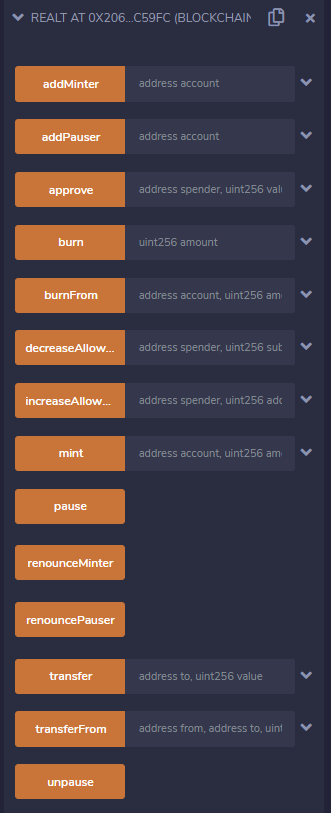 REALT AT 0X206...C59FC (BLOCKCHAIN
addMinter address account
addPauser address account
approve address spender, uint256 valu
burn uint256 amount
burnFrom address account, uint256 am
decreaseAllow... address spender, uint256 sub
increaseAllow... address spender, uint256 add
mint address account, uint256 am
pause
renounceMinter
renouncePauser
transfer address to, uint256 value
transferFrom address from, address to, uint
unpause